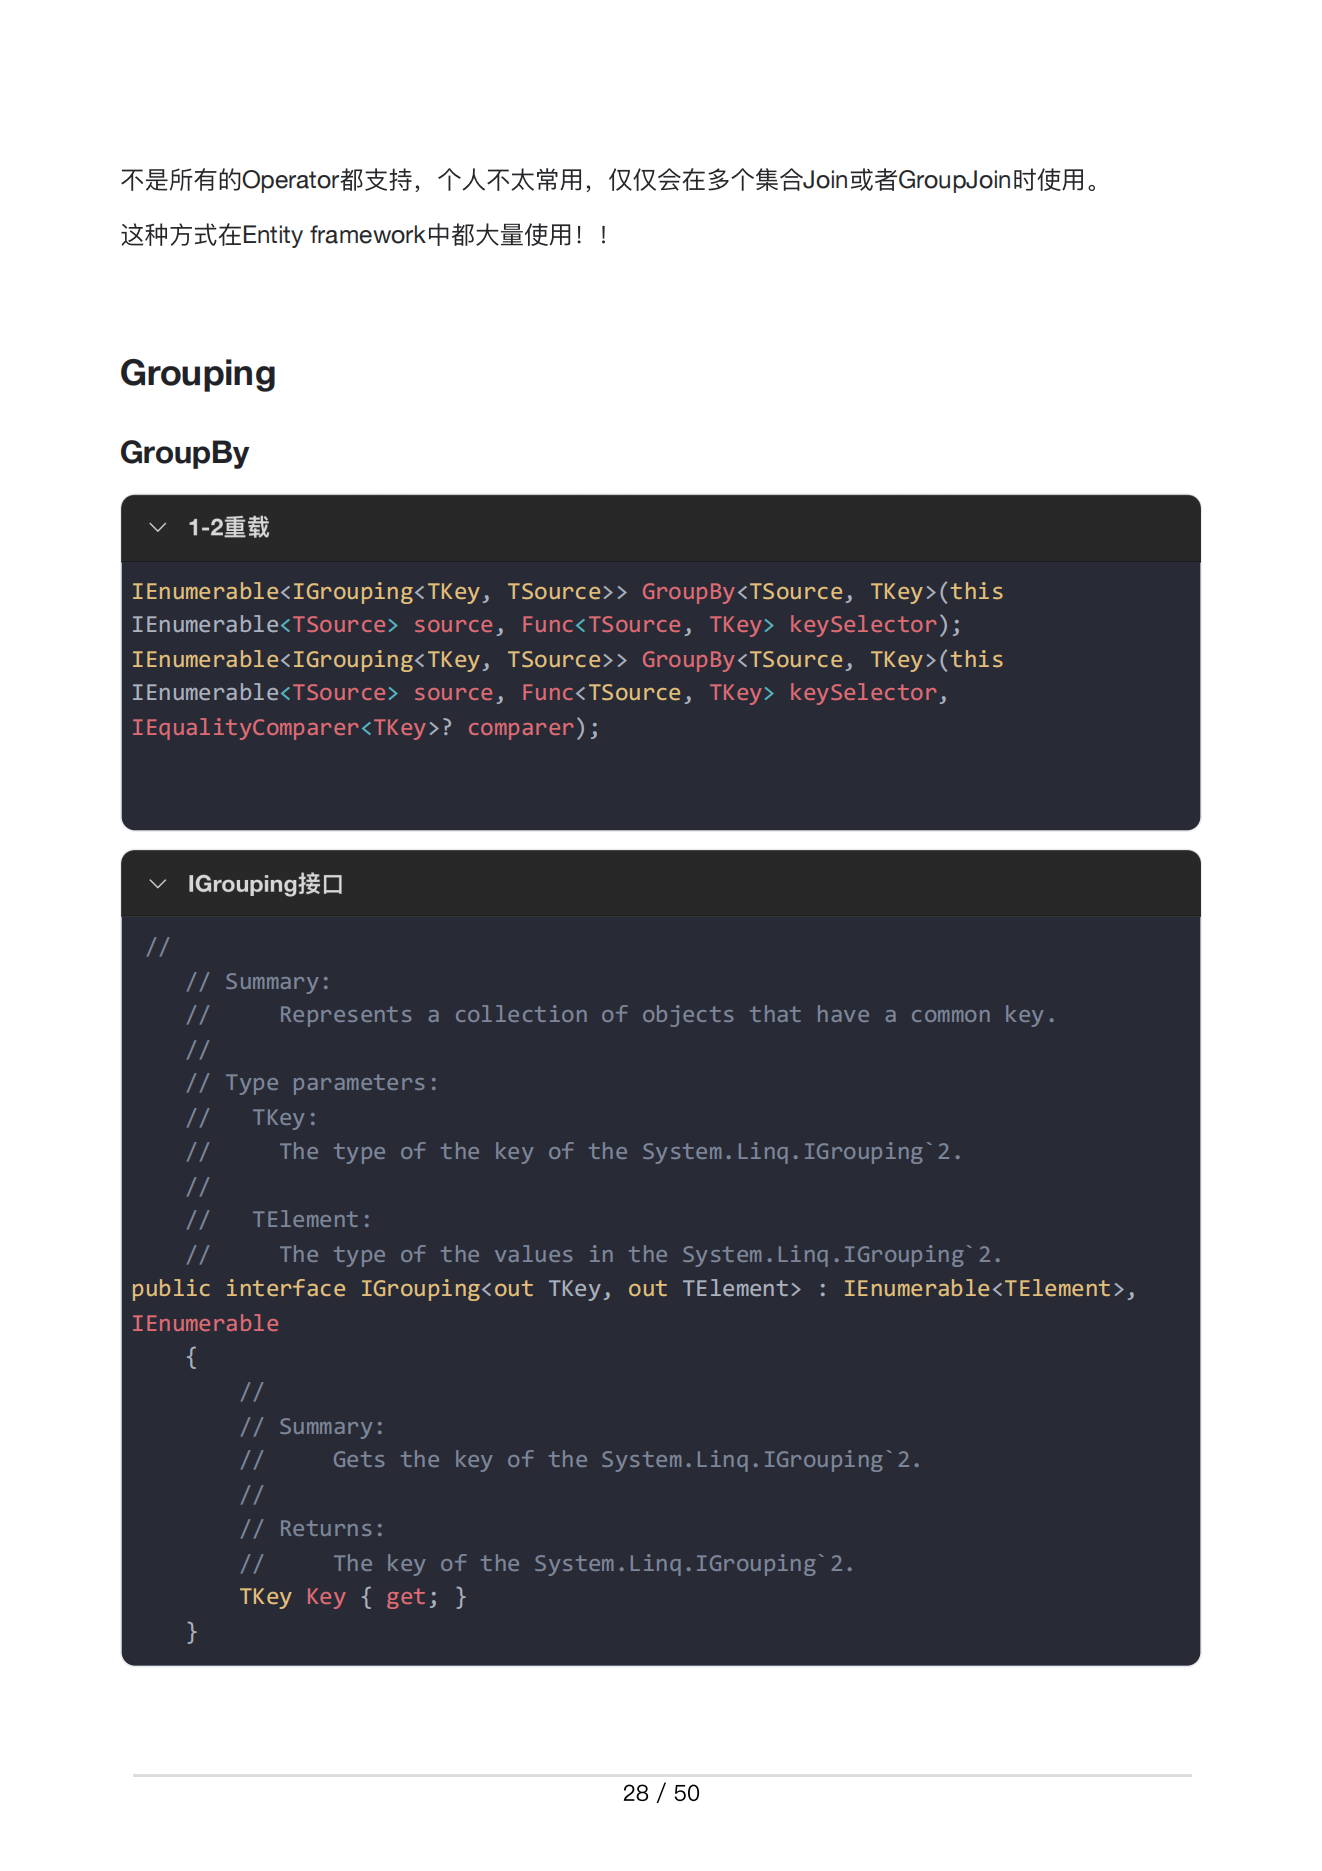 不是所有的Operator都支持，个人不太常用，仅仅会在多个集合Join或者GroupJoin时使用。
这种方式在Entity framework中都大量使用！！
Grouping
GroupBy
1-2重载
IEnumerable<IGrouping<TKey, TSource>> GroupBy<TSource, TKey>(this
IEnumerable<TSource> source, Func<TSource, TKey> keySelector);
IEnumerable<IGrouping<TKey, TSource>> GroupBy<TSource, TKey>(this
IEnumerable<TSource> source, Func<TSource, TKey> keySelector,
IEqualityComparer<TKey>? comparer);
IGrouping接口
 //
    // Summary:
    //     Represents a collection of objects that have a common key.
    //
    // Type parameters:
    //   TKey:
    //     The type of the key of the System.Linq.IGrouping`2.
    //
    //   TElement:
    //     The type of the values in the System.Linq.IGrouping`2.
public interface IGrouping<out TKey, out TElement> : IEnumerable<TElement>,
IEnumerable
    {
        //
        // Summary:
        //     Gets the key of the System.Linq.IGrouping`2.
        //
        // Returns:
        //     The key of the System.Linq.IGrouping`2.
        TKey Key { get; }
    }
28 / 50